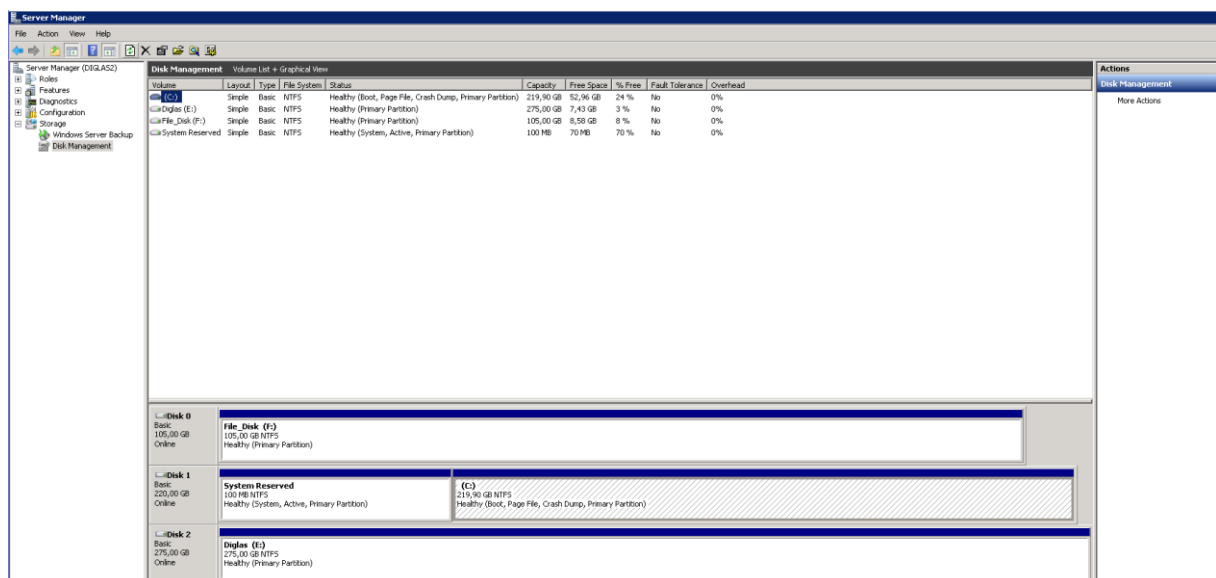 Server Manager
File Action View Help
Server Manager (DIGLAS2)
Roles
Features
Diagnostics
Configuration
Storage
Windows Server Backup
Disk Management
Disk Management Volume List + Graphical View
Volume Layout Type File System Status Capacity Free Space % Free Fault Tolerance Overhead
(C:) Simple Basic NTFS Healthy (Boot, Page File, Crash Dump, Primary Partition) 219,90 GB 52,96 GB 24 % No 0%
Diglas (E:) Simple Basic NTFS Healthy (Primary Partition) 275,00 GB 7,43 GB 3 % No 0%
File_Disk (F:) Simple Basic NTFS Healthy (Primary Partition) 105,00 GB 8,58 GB 8 % No 0%
System Reserved Simple Basic NTFS Healthy (System, Active, Primary Partition) 100 MB 70 MB 70 % No 0%
Disk 0
Basic
105,00 GB
Online
File_Disk (F:)
105,00 GB NTFS
Healthy (Primary Partition)
Disk 1
Basic
220,00 GB
Online
System Reserved
100 MB NTFS
Healthy (System, Active, Primary Partition)
(C:)
219,90 GB NTFS
Healthy (Boot, Page File, Crash Dump, Primary Partition)
Disk 2
Basic
275,00 GB
Online
Diglas (E:)
275,00 GB NTFS
Healthy (Primary Partition)
Actions
Disk Management
More Actions